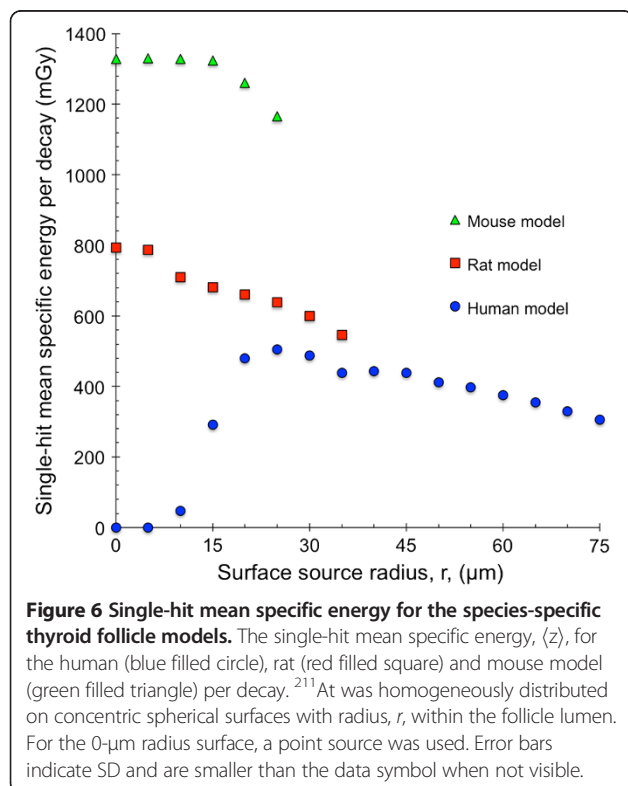 1400
1200
1000
800
600
400
200
0
Single-hit mean specific energy per decay (mGy)
Mouse model
Rat model
Human model
0 15 30 45 60 75
Surface source radius, r, (µm)
Figure 6 Single-hit mean specific energy for the species-specific
thyroid follicle models. The single-hit mean specific energy, ⟨z⟩, for
the human (blue filled circle), rat (red filled square) and mouse model
(green filled triangle) per decay. ²¹¹At was homogeneously distributed
on concentric spherical surfaces with radius, r, within the follicle lumen.
For the 0-μm radius surface, a point source was used. Error bars
indicate SD and are smaller than the data symbol when not visible.